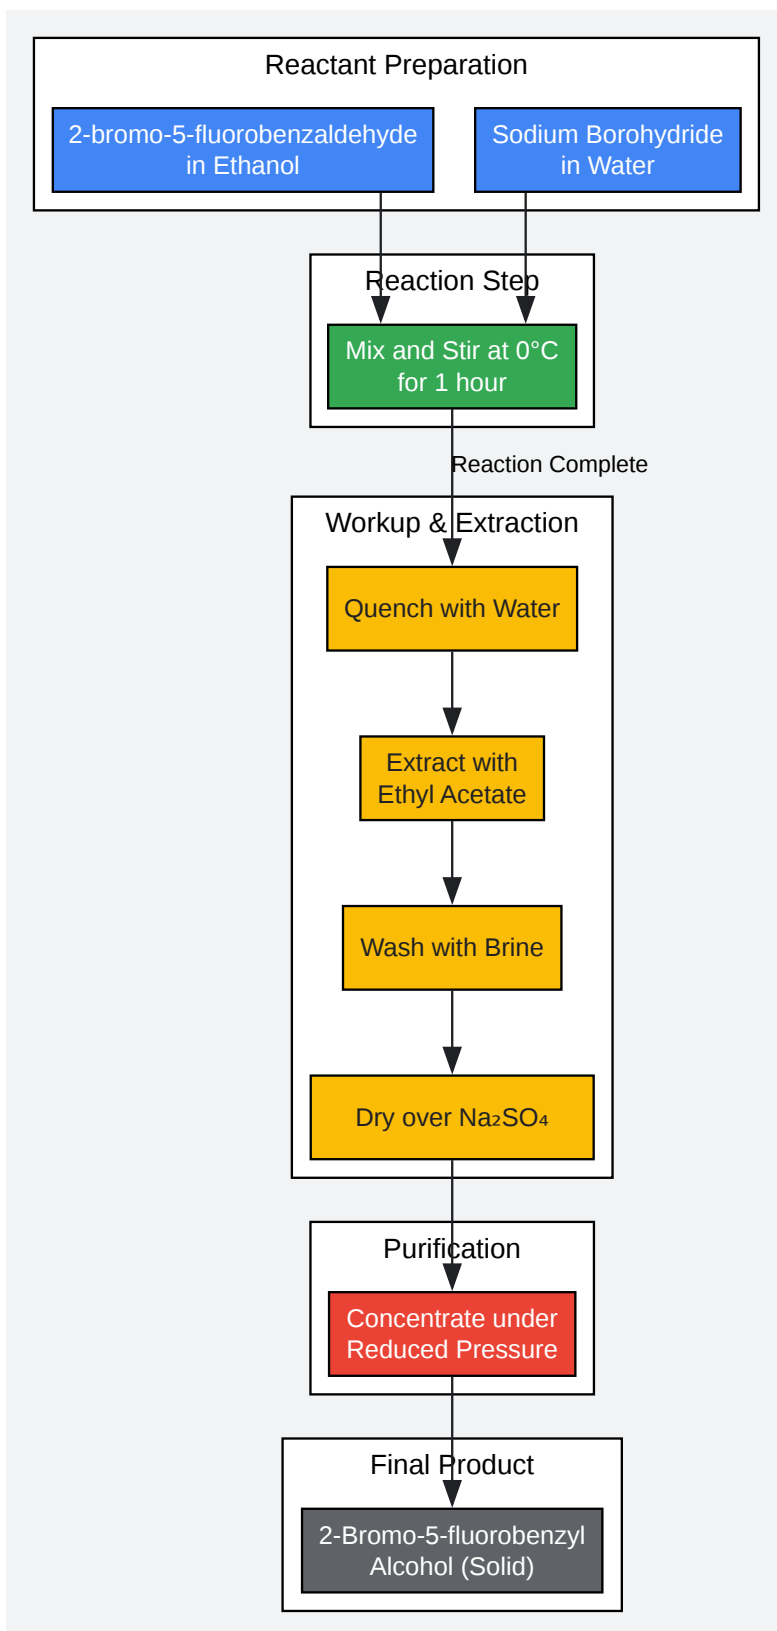 Reactant Preparation
2-bromo-5-fluorobenzaldehyde
in Ethanol
Sodium Borohydride
in Water
Reaction Step
Mix and Stir at 0°C
for 1 hour
Reaction Complete
Workup & Extraction
Quench with Water
Extract with
Ethyl Acetate
Wash with Brine
Dry over Na₂SO₄
Purification
Concentrate under
Reduced Pressure
Final Product
2-Bromo-5-fluorobenzyl
Alcohol (Solid)